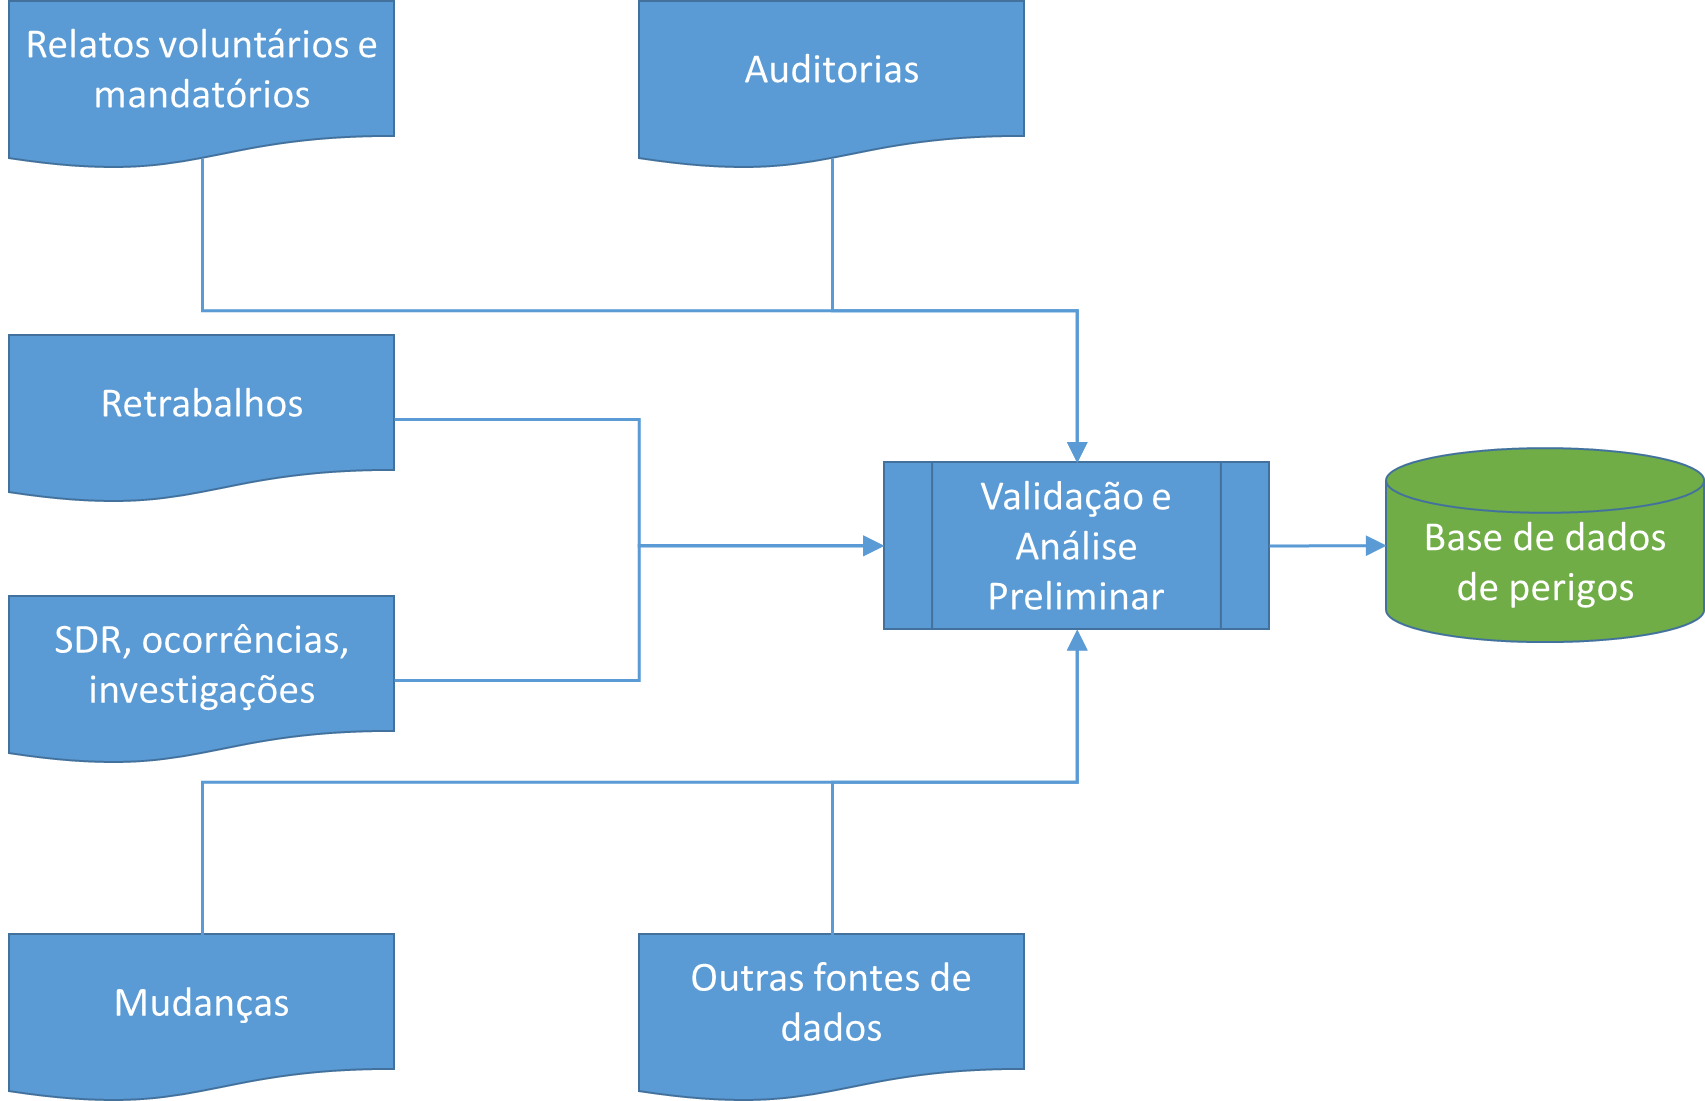 Relatos voluntários e
mandatórios
Auditorias
Retrabalhos
Validação e
Análise
Preliminar
Base de dados
de perigos
SDR, ocorrências,
investigações
Mudanças
Outras fontes de
dados